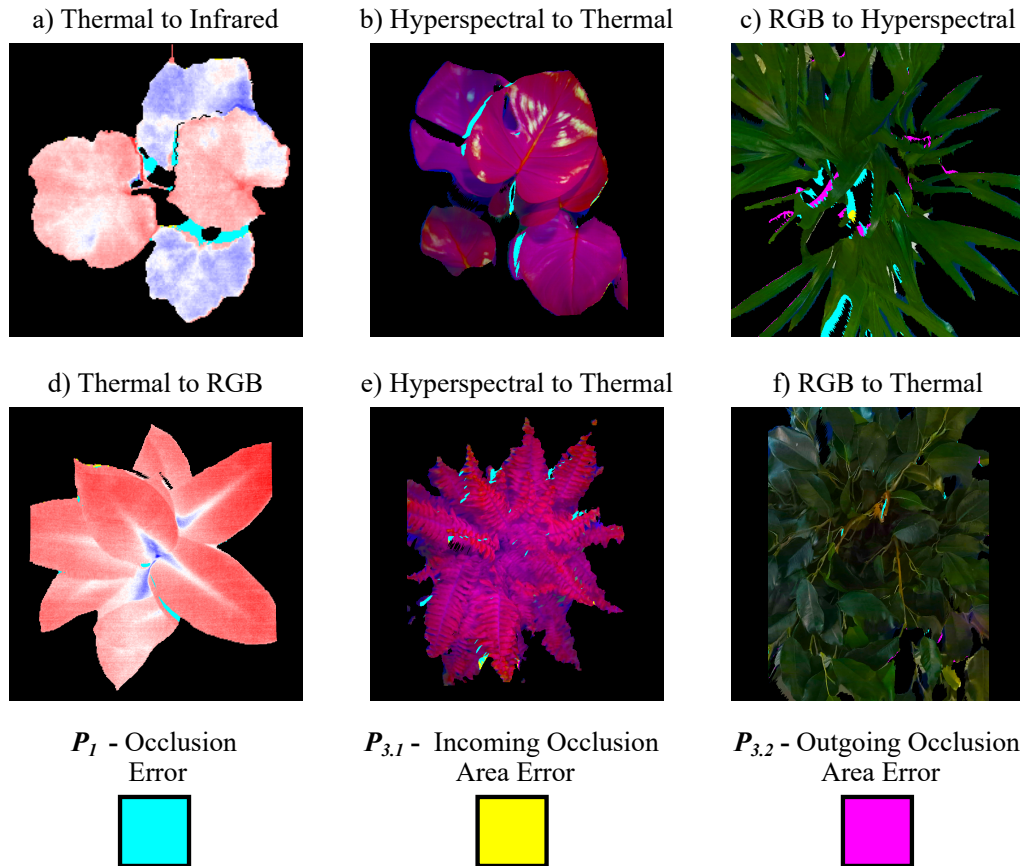 a) Thermal to Infrared
b) Hyperspectral to Thermal
c) RGB to Hyperspectral
d) Thermal to RGB
e) Hyperspectral to Thermal
f) RGB to Thermal
P1 - Occlusion
Error
P3.1 - Incoming Occlusion
Area Error
P3.2 - Outgoing Occlusion
Area Error